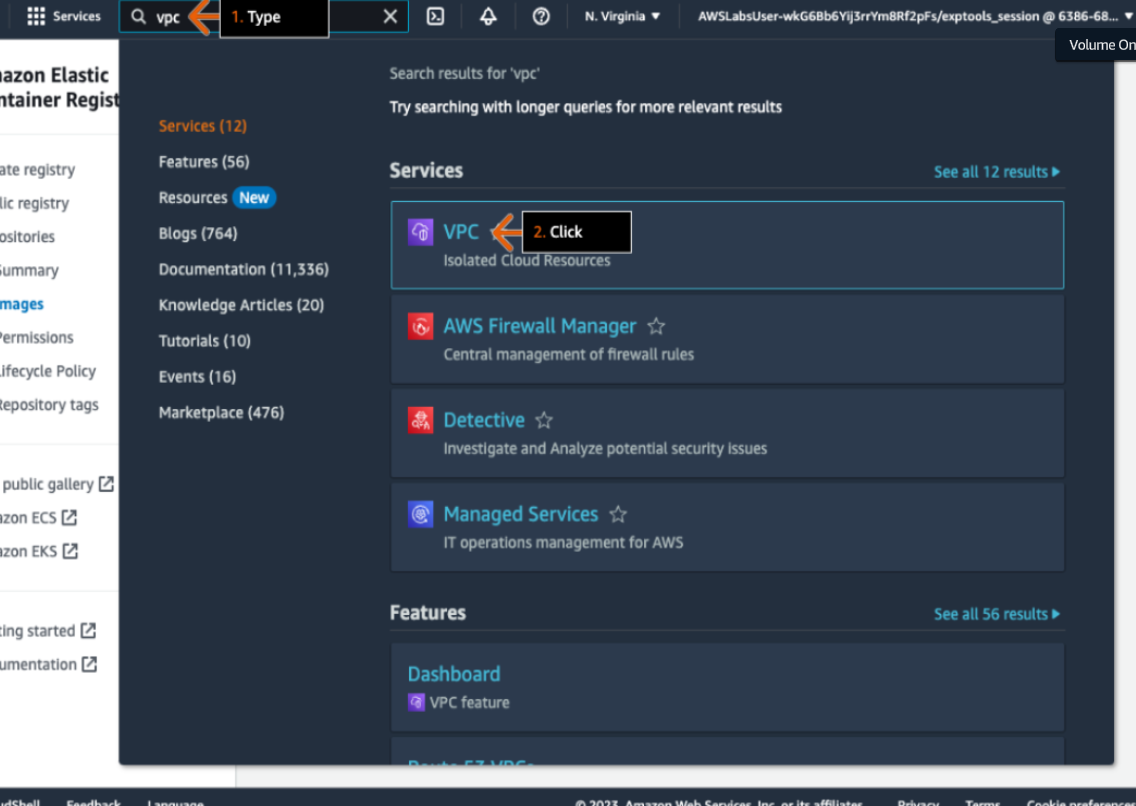 Services
vpc
1. Type
N. Virginia
AWSLabsUser-wkG6Bb6Yij3rrYm8Rf2pFs/exptools_session @ 6386-68...
Volume On
azon Elastic
ntainer Regist
ate registry
lic registry
ositories
Summary
mages
Permissions
ifecycle Policy
Repository tags
public gallery
azon ECS
azon EKS
ting started
umentation
Services (12)
Features (56)
Resources New
Blogs (764)
Documentation (11,336)
Knowledge Articles (20)
Tutorials (10)
Events (16)
Marketplace (476)
Search results for 'vpc'
Try searching with longer queries for more relevant results
Services
See all 12 results
VPC
2. Click
Isolated Cloud Resources
AWS Firewall Manager
Central management of firewall rules
Detective
Investigate and Analyze potential security issues
Managed Services
IT operations management for AWS
Features
See all 56 results
Dashboard
VPC feature
Route 53 VPCs
udShell Feedback Language
© 2023, Amazon Web Services, Inc. or its affiliates. Privacy Terms Cookie preferences